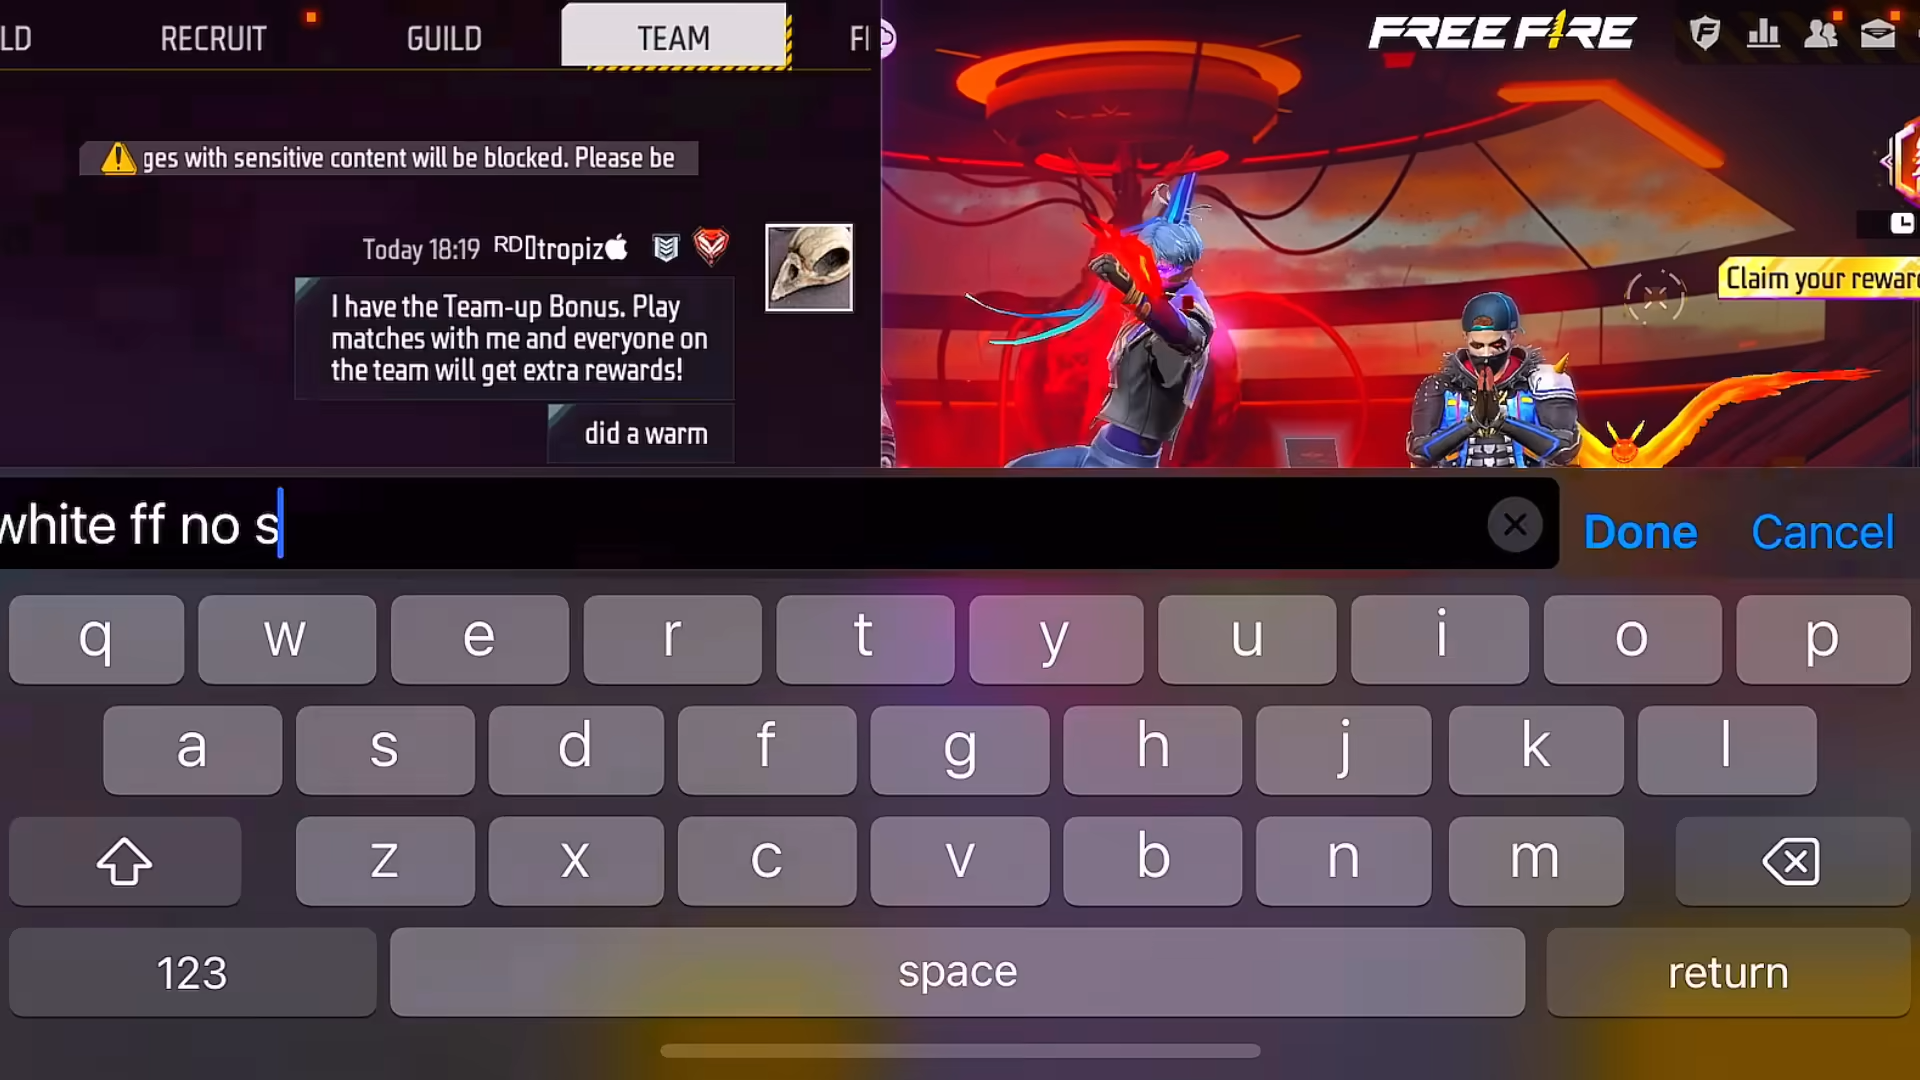 LD RECRUIT GUILD TEAM FI
FREE FIRE
ges with sensitive content will be blocked. Please be
Today 18:19 RD▯tropiz
I have the Team-up Bonus. Play
matches with me and everyone on
the team will get extra rewards!
did a warm
Claim your rewar
white ff no s
Done Cancel
q w e r t y u i o p
a s d f g h j k l
z x c v b n m
123 space return